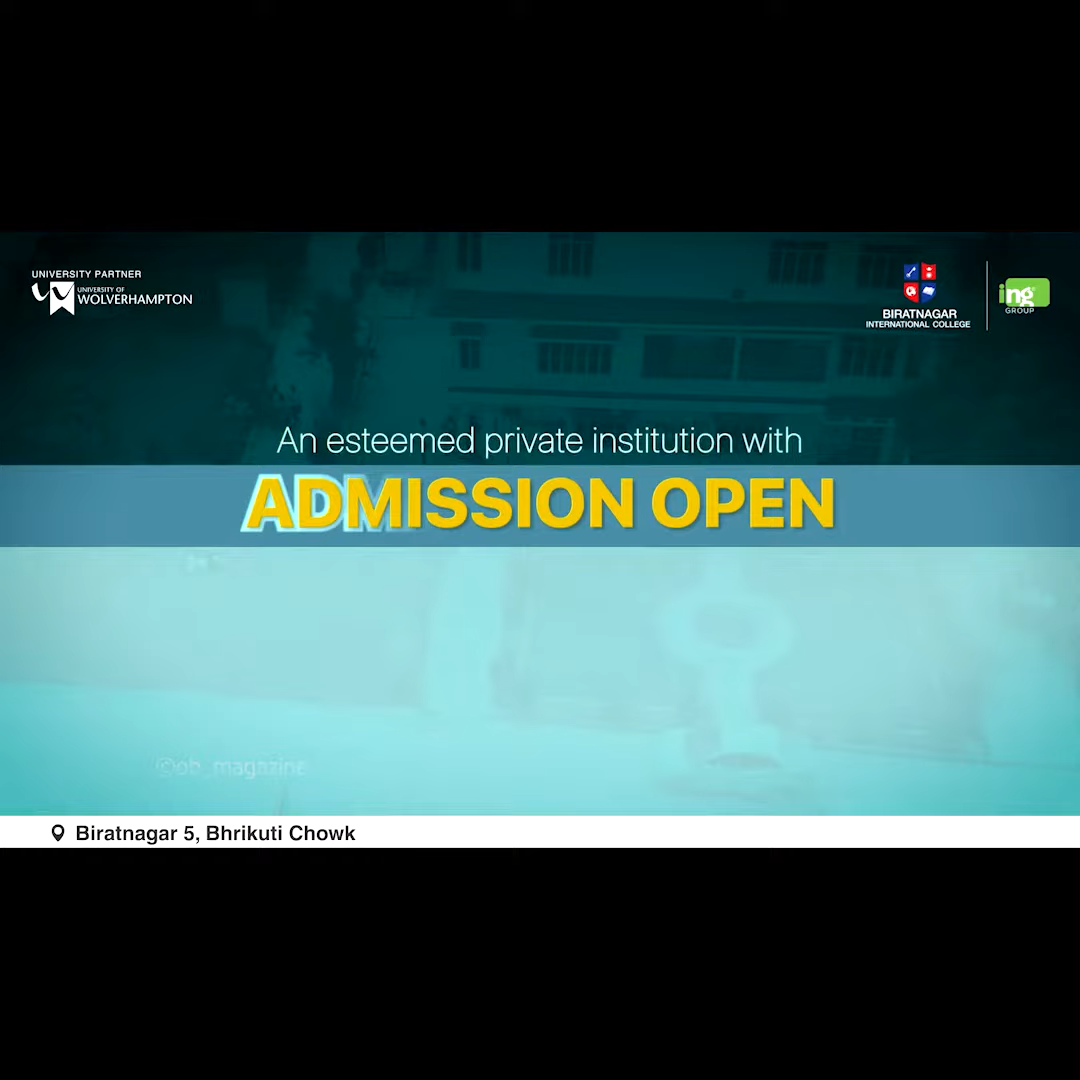 UNIVERSITY PARTNER
UNIVERSITY OF
WOLVERHAMPTON
BIRATNAGAR
INTERNATIONAL COLLEGE
ing
GROUP
An esteemed private institution with
ADMISSION OPEN
©ob_magazine
Biratnagar 5, Bhrikuti Chowk